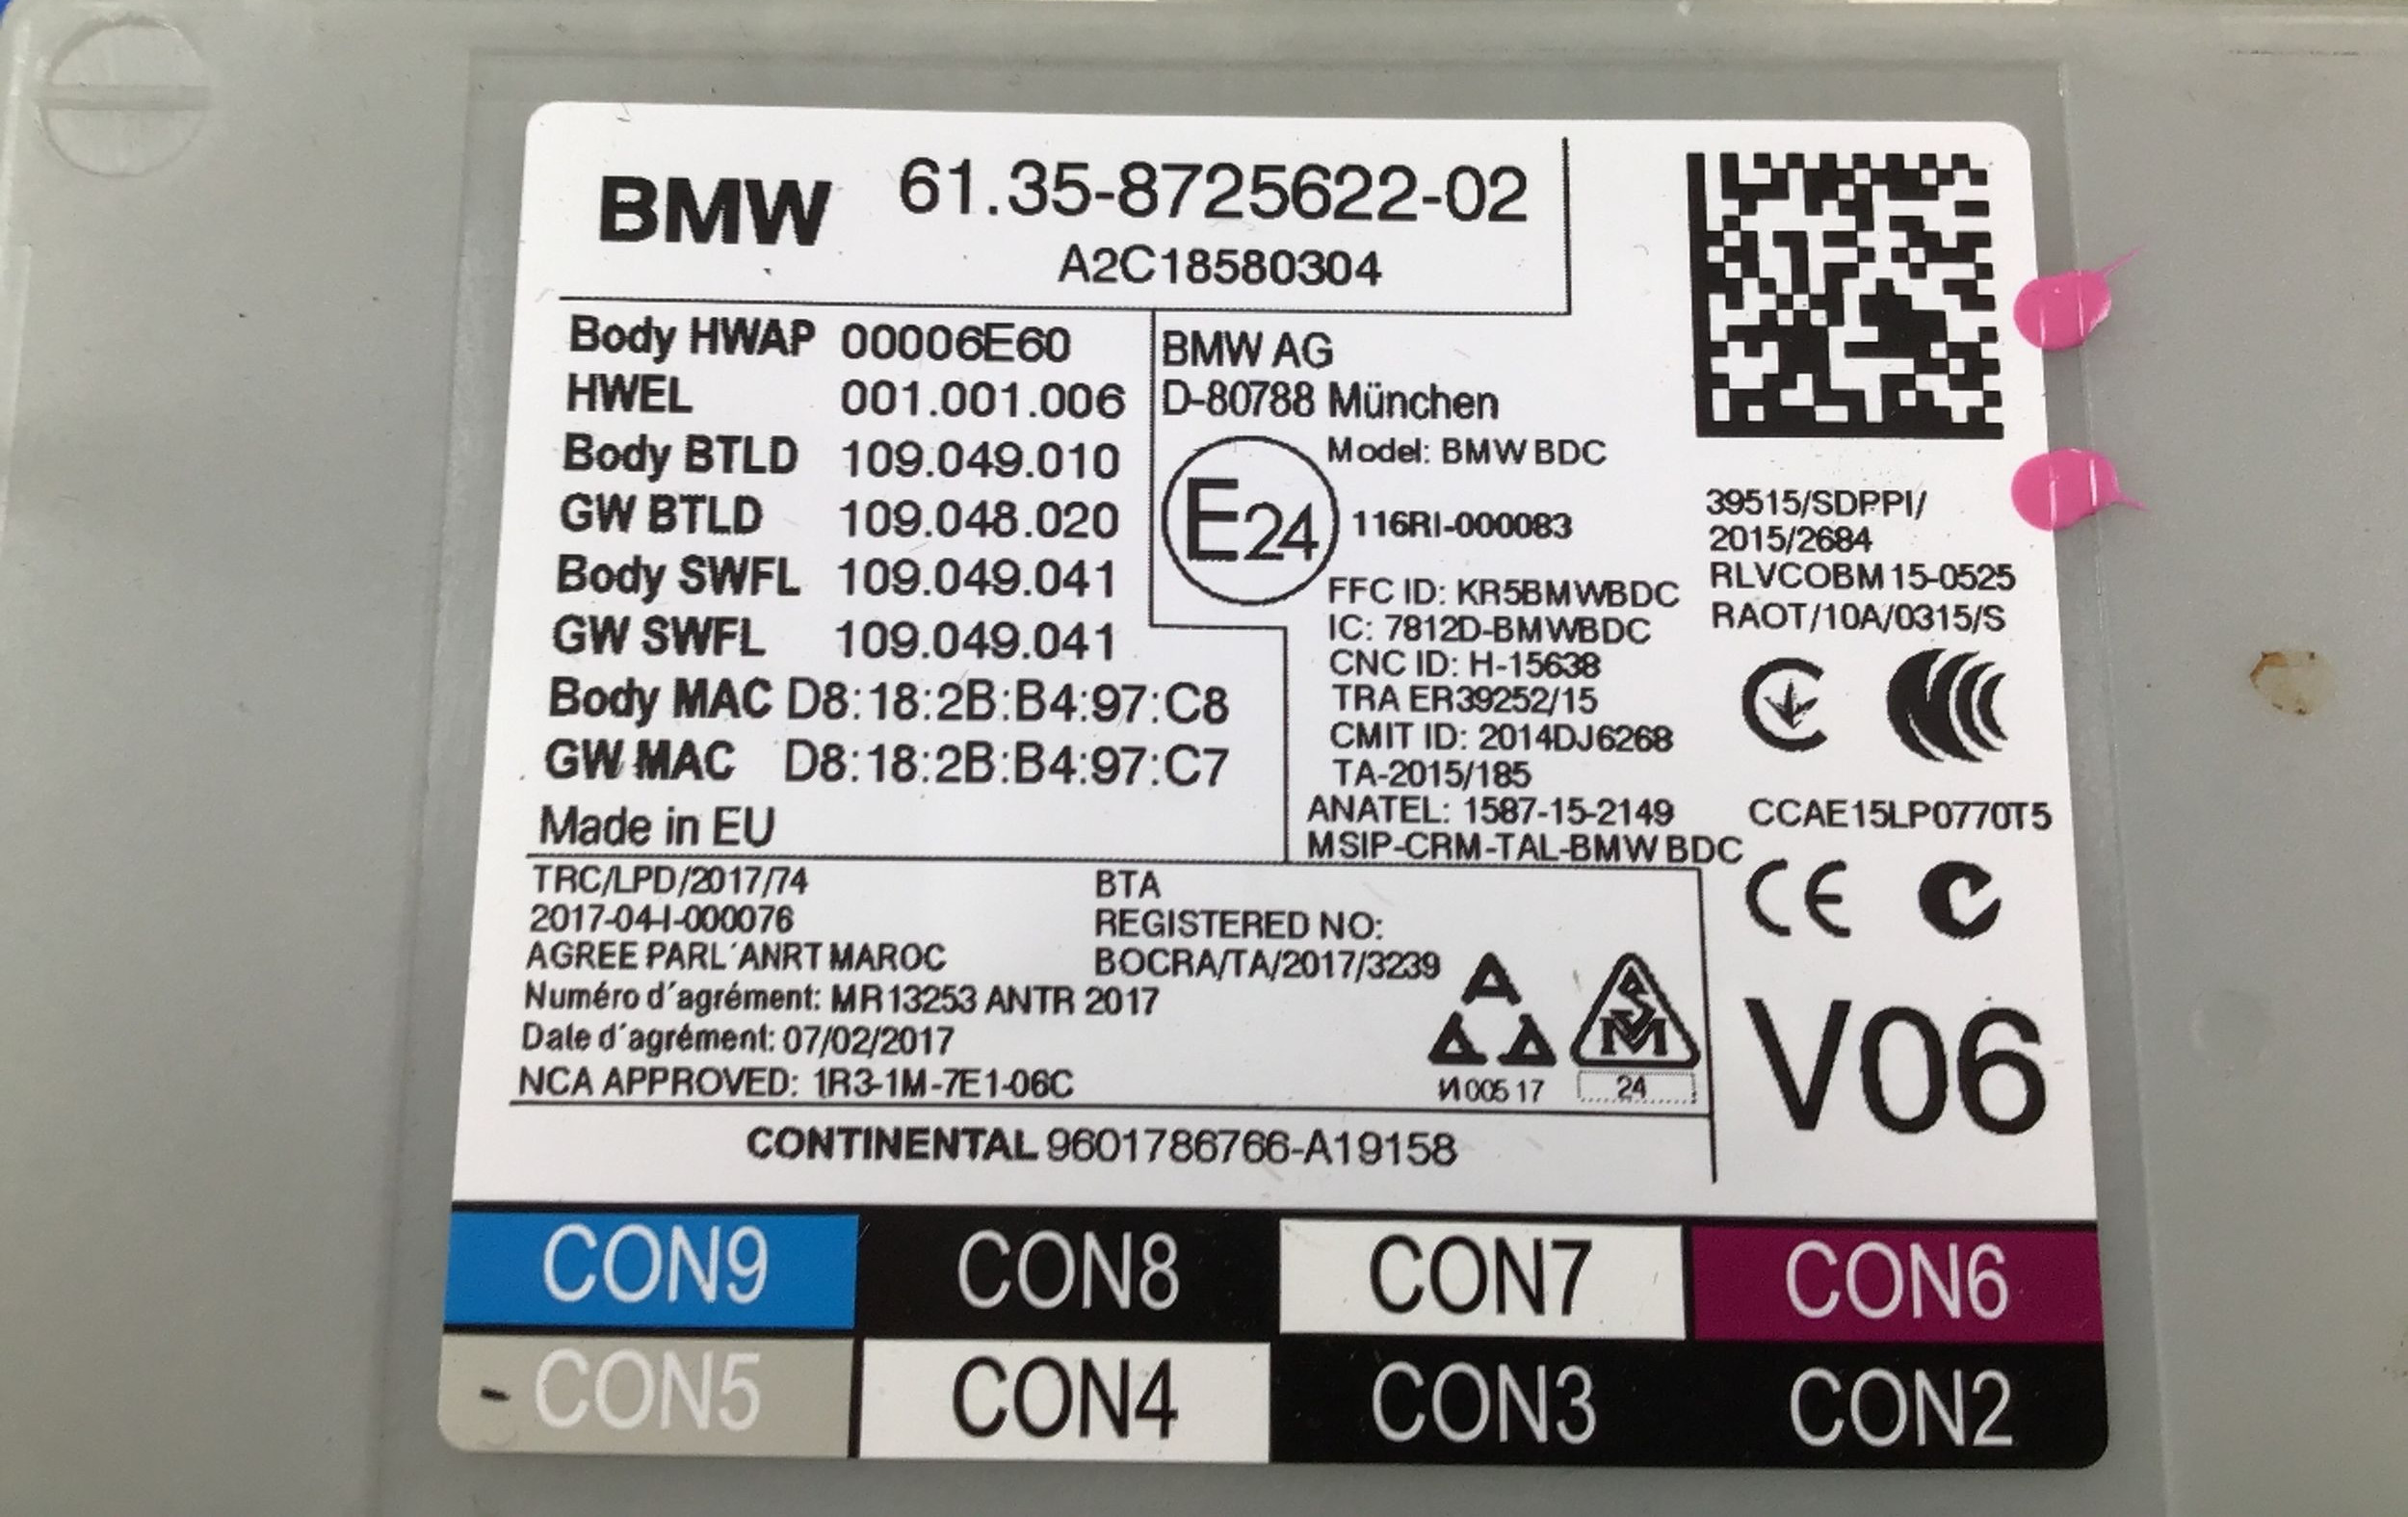 BMW 61.35-8725622-02
A2C18580304
Body HWAP 00006E60
HWEL 001.001.006
Body BTLD 109.049.010
GW BTLD 109.048.020
Body SWFL 109.049.041
GW SWFL 109.049.041
Body MAC D8:18:2B:B4:97:C8
GW MAC D8:18:2B:B4:97:C7
Made in EU
BMW AG
D-80788 München
Model: BMW BDC
E24
116RI-000083
FFC ID: KR5BMWBDC
IC: 7812D-BMWBDC
CNC ID: H-15638
TRA ER39252/15
CMIT ID: 2014DJ6268
TA-2015/185
ANATEL: 1587-15-2149
MSIP-CRM-TAL-BMW BDC
39515/SDPPI/
2015/2684
RLVCOBM15-0525
RAOT/10A/0315/S
CCAE15LP0770T5
CE
V06
TRC/LPD/2017/74
2017-04-I-000076
AGREE PARL´ANRT MAROC
Numéro d´agrément: MR13253 ANTR 2017
Date d´agrément: 07/02/2017
NCA APPROVED: 1R3-1M-7E1-06C
BTA
REGISTERED NO:
BOCRA/TA/2017/3239
И005 17
24
CONTINENTAL 9601786766-A19158
CON9 CON8 CON7 CON6
CON5 CON4 CON3 CON2